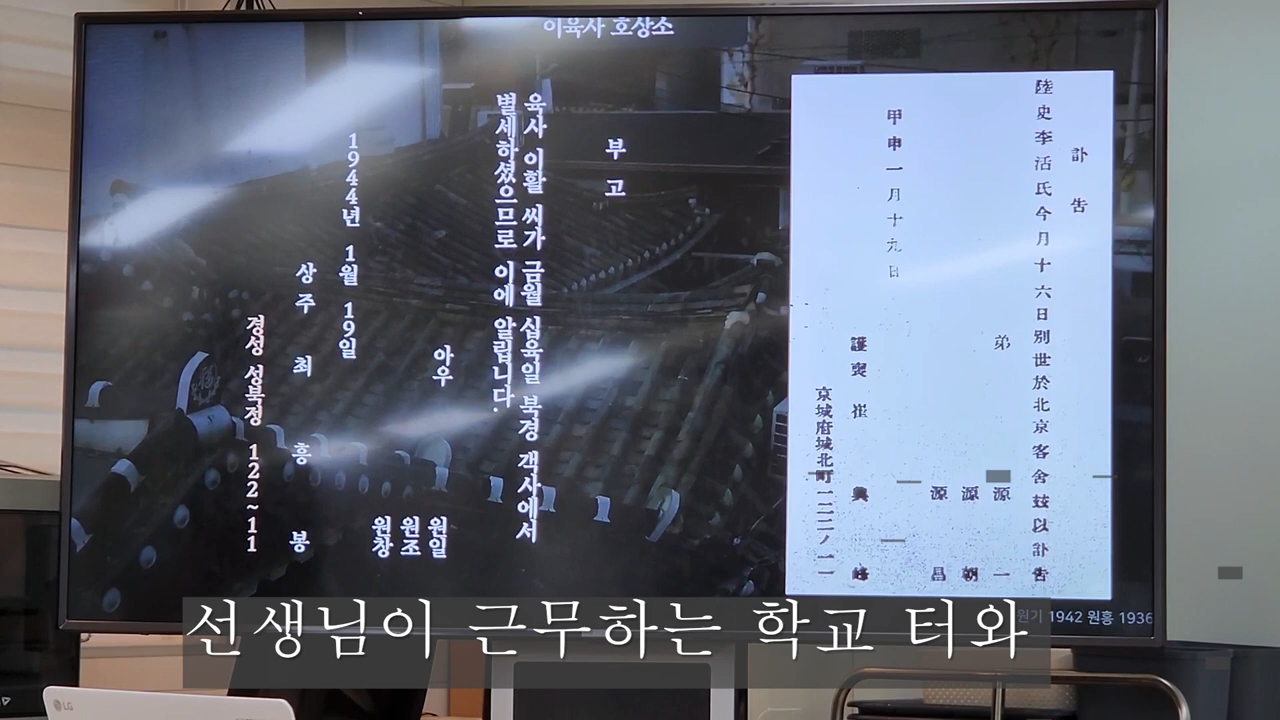 이육사 호상소
부고
육사 이활 씨가 금월 십육일 북경 객사에서
별세하셨으므로 이에 알립니다.
아우
원일
원조
원창
1944년 1월 19일
상주 최흥봉
경성 성북정 122~11
訃告
陸史李活氏今月十六日別世於北京客舍玆以訃告
弟 源一
源朝
源昌
甲申一月十九日
護喪 崔興峰
京城府城北町一二二ノ一一
원기 1942 원흥 1936
선생님이 근무하는 학교 터와
LG